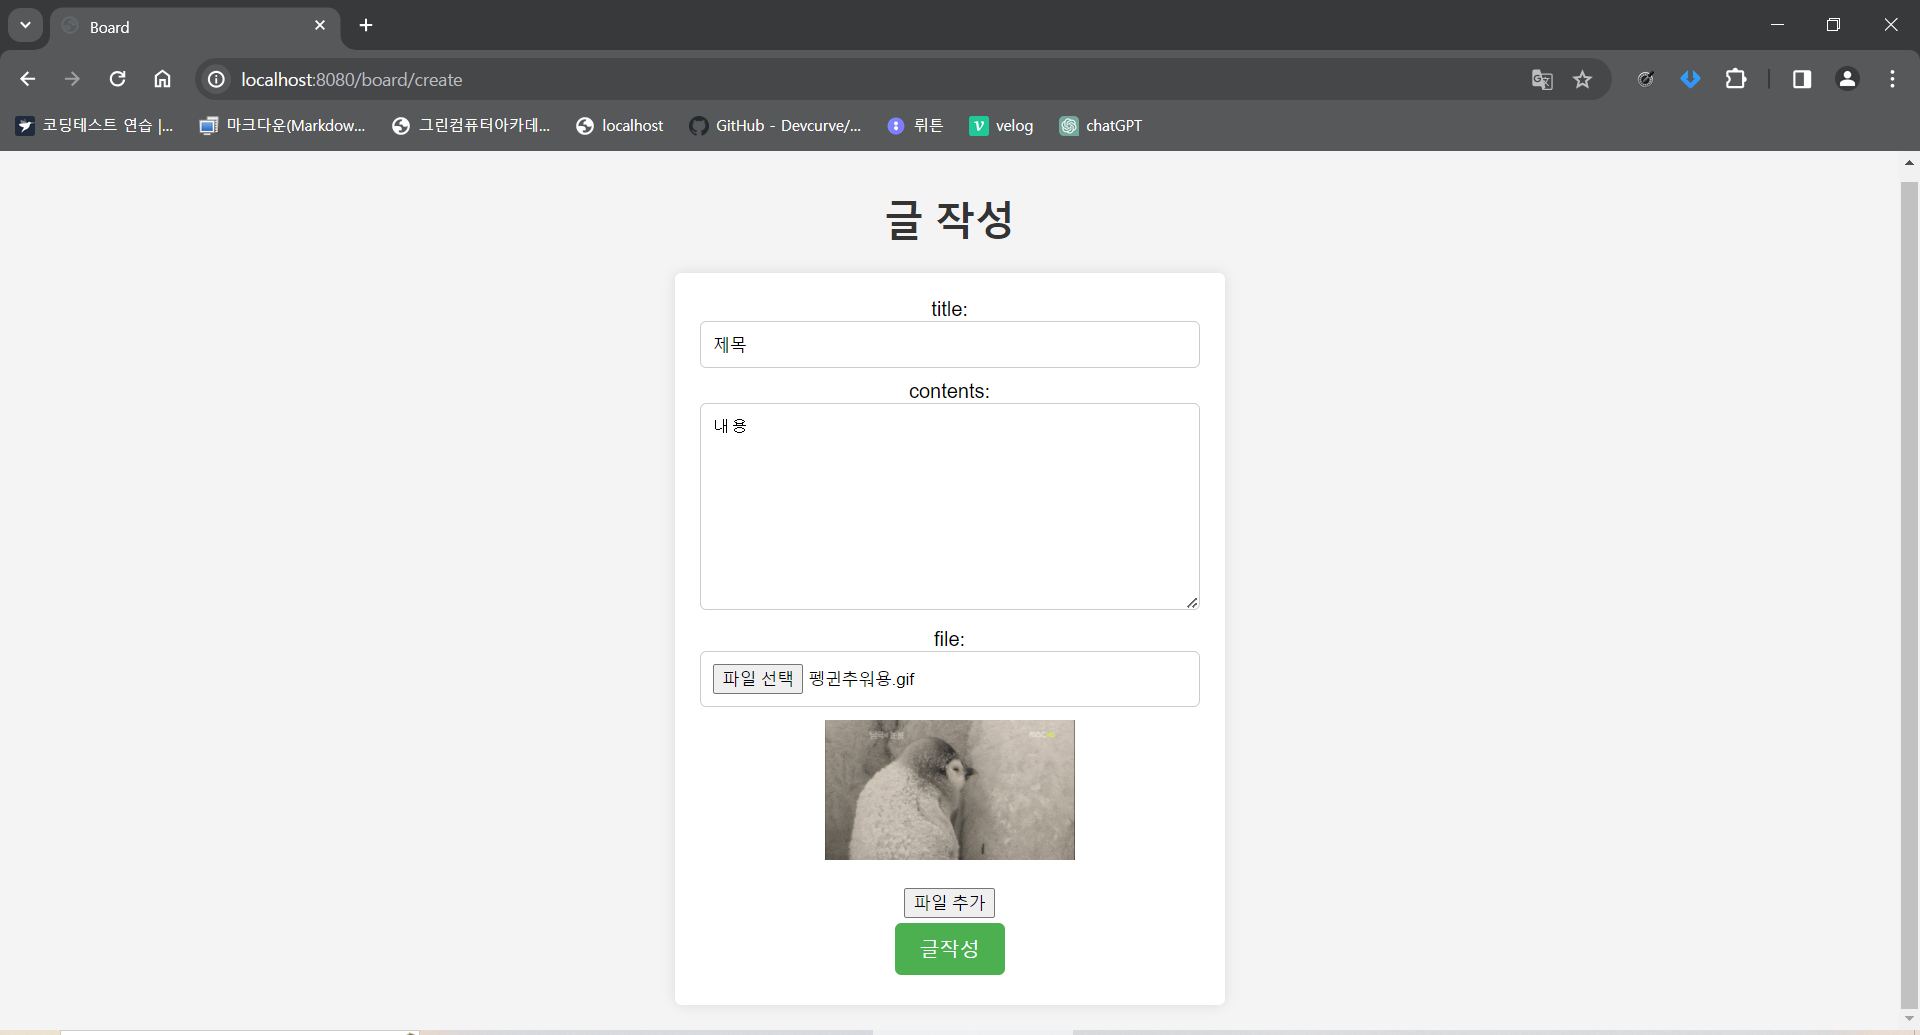 Board
localhost:8080/board/create
코딩테스트 연습 |...
마크다운(Markdow...
그린컴퓨터아카데...
localhost
GitHub - Devcurve/...
뤼튼
velog
chatGPT
글 작성
title:
제목
contents:
내용
file:
파일 선택 펭귄추워용.gif
파일 추가
글작성